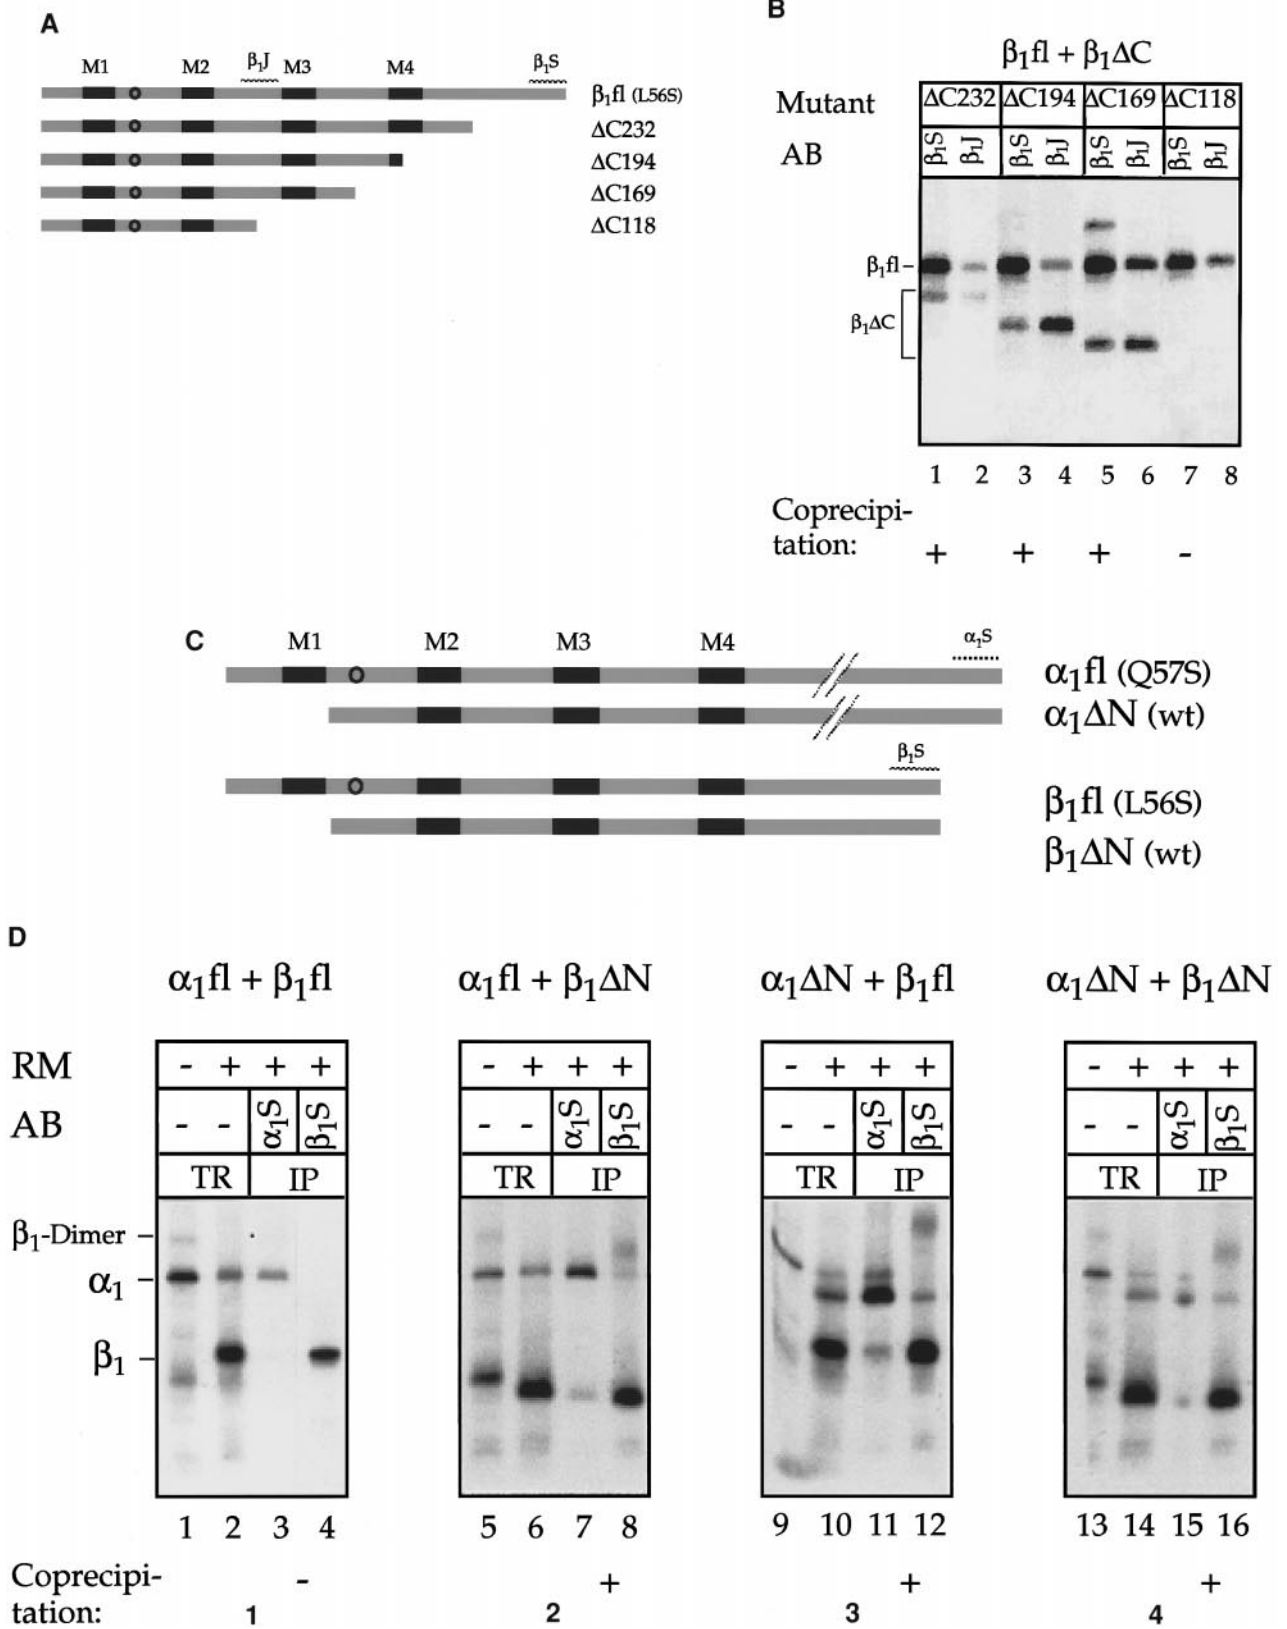 A
M1 M2 β₁J M3 M4 β₁S
β₁fl (L56S)
ΔC232
ΔC194
ΔC169
ΔC118
B
β₁fl + β₁ΔC
Mutant ΔC232 ΔC194 ΔC169 ΔC118
AB β₁S β₁J β₁S β₁J β₁S β₁J β₁S β₁J
β₁fl–
β₁ΔC
1 2 3 4 5 6 7 8
Coprecipi-
tation:
+ + + -
C
M1 M2 M3 M4 α₁S
α₁fl (Q57S)
α₁ΔN (wt)
β₁S
β₁fl (L56S)
β₁ΔN (wt)
D
α₁fl + β₁fl α₁fl + β₁ΔN α₁ΔN + β₁fl α₁ΔN + β₁ΔN
RM - + + + - + + + - + + + - + + +
AB - - α₁S β₁S - - α₁S β₁S - - α₁S β₁S - - α₁S β₁S
TR IP TR IP TR IP TR IP
β₁-Dimer –
α₁ –
β₁ –
1 2 3 4 5 6 7 8 9 10 11 12 13 14 15 16
Coprecipi- - + + +
tation: 1 2 3 4